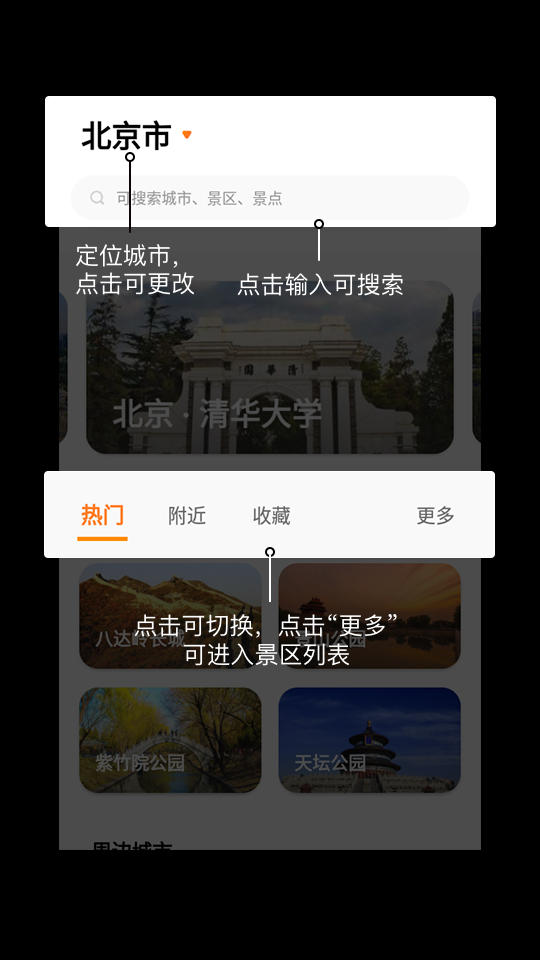 北京市
可搜索城市、景区、景点
定位城市，
点击可更改
点击输入可搜索
清華園
北京 · 清华大学
热门
附近
收藏
更多
点击可切换，点击“更多”
可进入景区列表
八达岭长城
香山公园
紫竹院公园
天坛公园
周边城市